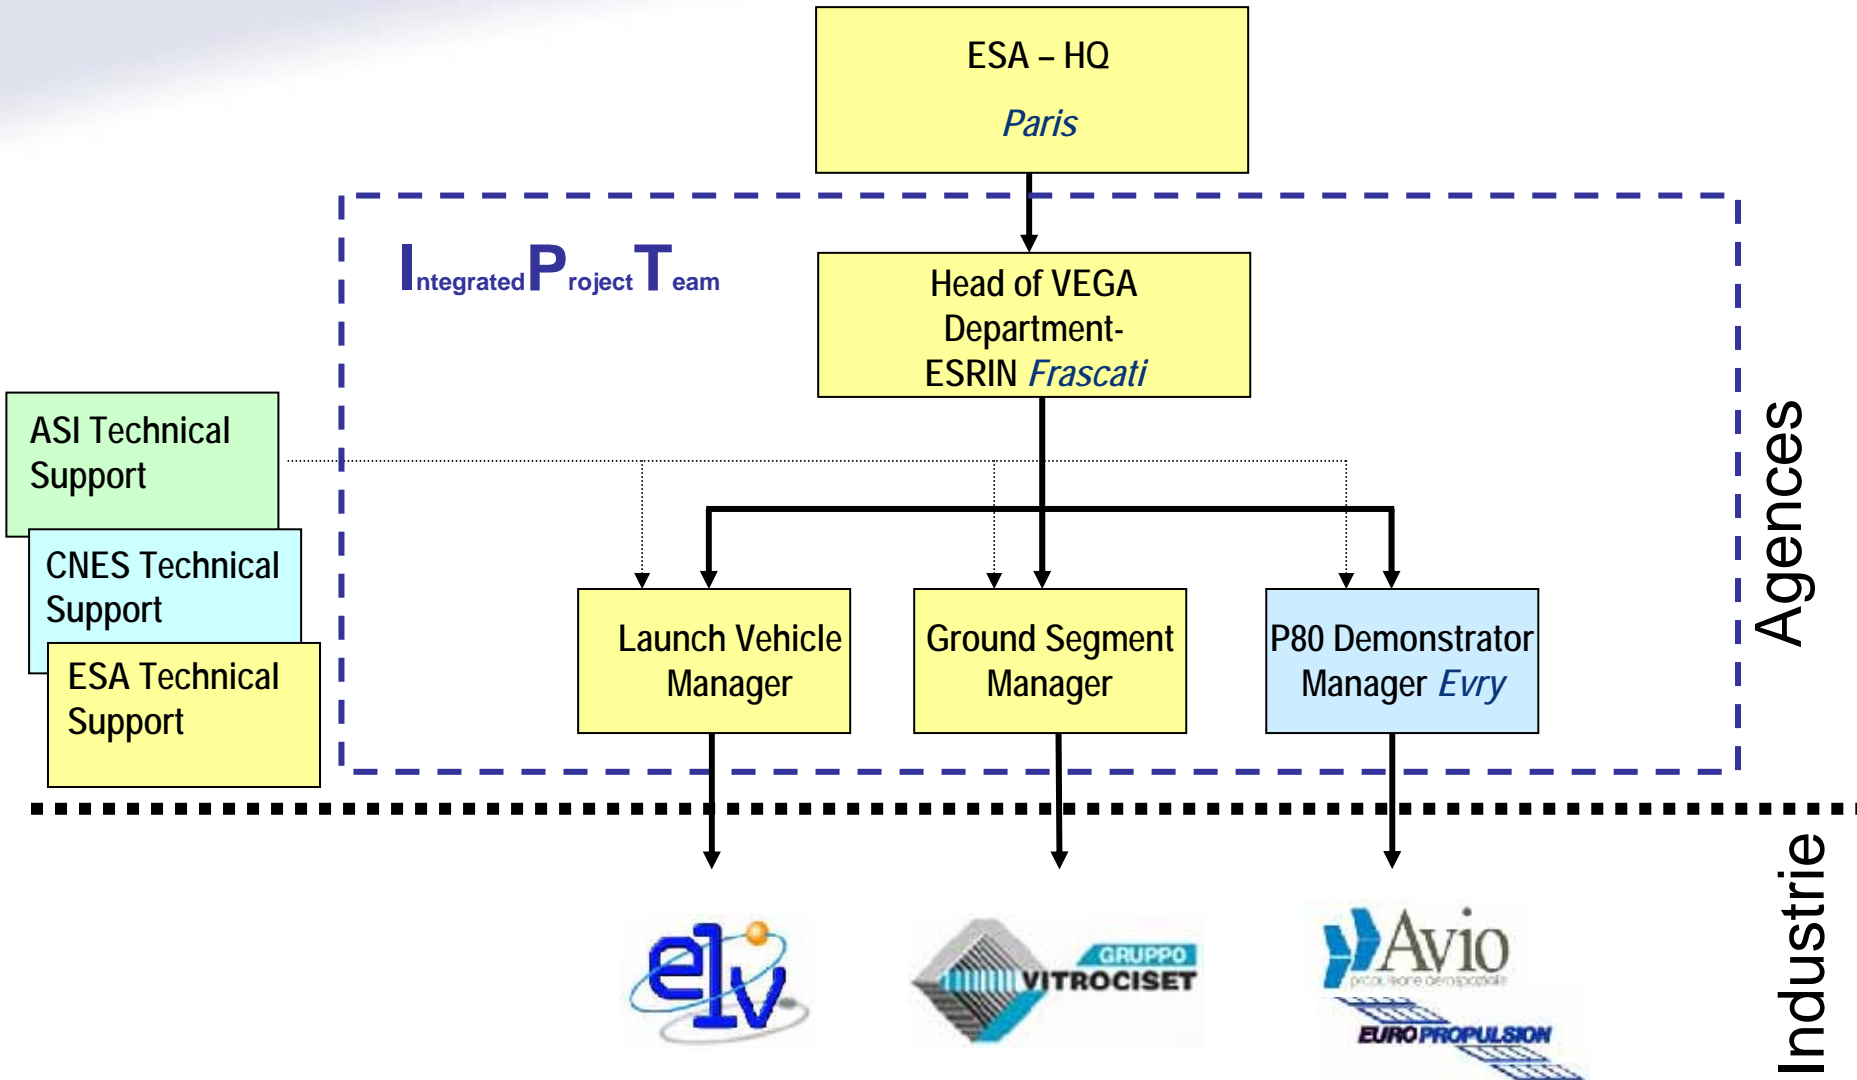 ESA – HQ
Paris
Integrated Project Team
Head of VEGA
Department-
ESRIN Frascati
ASI Technical
Support
CNES Technical
Support
ESA Technical
Support
Launch Vehicle
Manager
Ground Segment
Manager
P80 Demonstrator
Manager Evry
Agences
Industrie
elv
GRUPPO
VITROCISET
Avio
propulsione aerospaziale
EUROPROPULSION